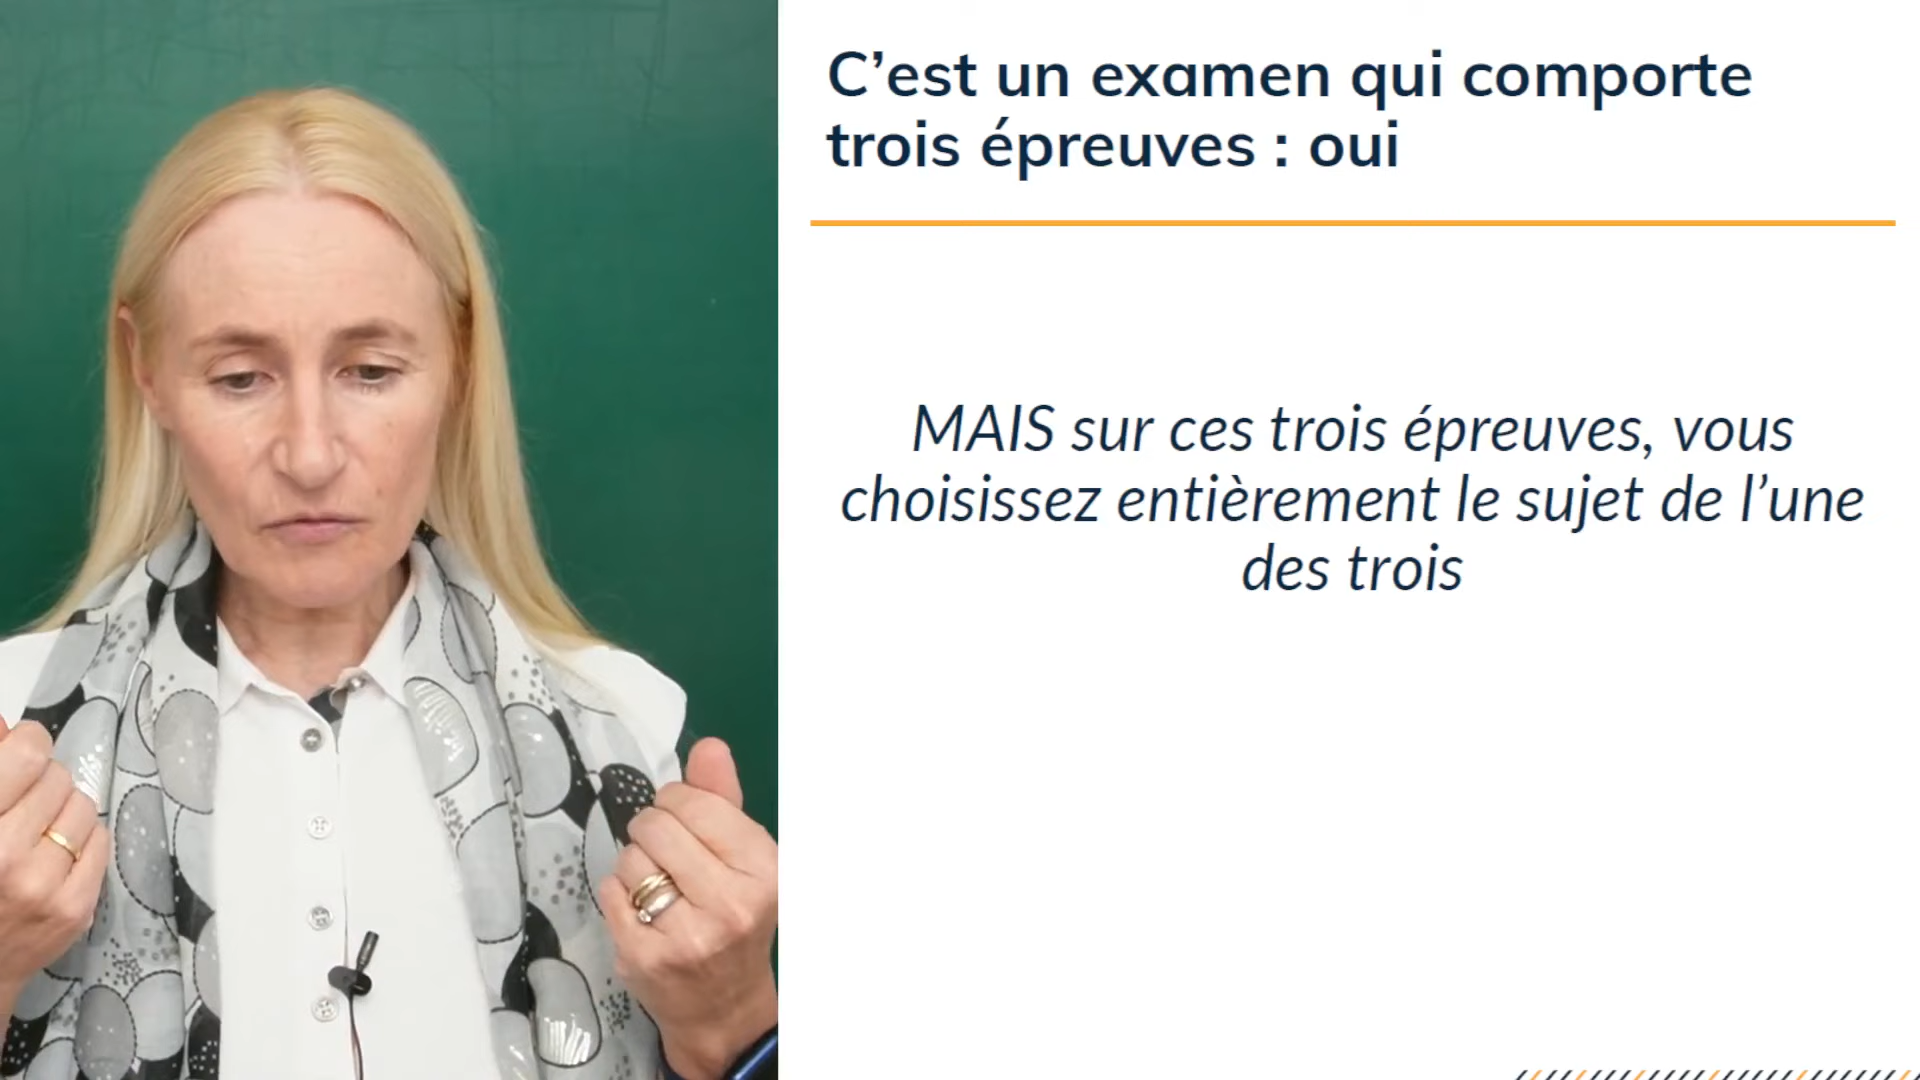 C’est un examen qui comporte
trois épreuves : oui
MAIS sur ces trois épreuves, vous
choisissez entièrement le sujet de l’une
des trois